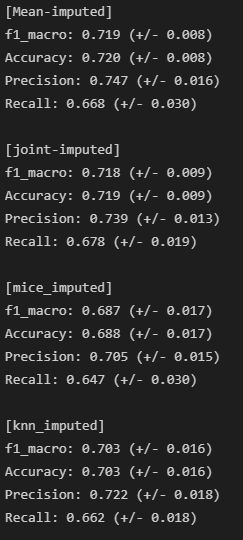 [Mean-imputed]
f1_macro: 0.719 (+/- 0.008)
Accuracy: 0.720 (+/- 0.008)
Precision: 0.747 (+/- 0.016)
Recall: 0.668 (+/- 0.030)
[joint-imputed]
f1_macro: 0.718 (+/- 0.009)
Accuracy: 0.719 (+/- 0.009)
Precision: 0.739 (+/- 0.013)
Recall: 0.678 (+/- 0.019)
[mice_imputed]
f1_macro: 0.687 (+/- 0.017)
Accuracy: 0.688 (+/- 0.017)
Precision: 0.705 (+/- 0.015)
Recall: 0.647 (+/- 0.030)
[knn_imputed]
f1_macro: 0.703 (+/- 0.016)
Accuracy: 0.703 (+/- 0.016)
Precision: 0.722 (+/- 0.018)
Recall: 0.662 (+/- 0.018)